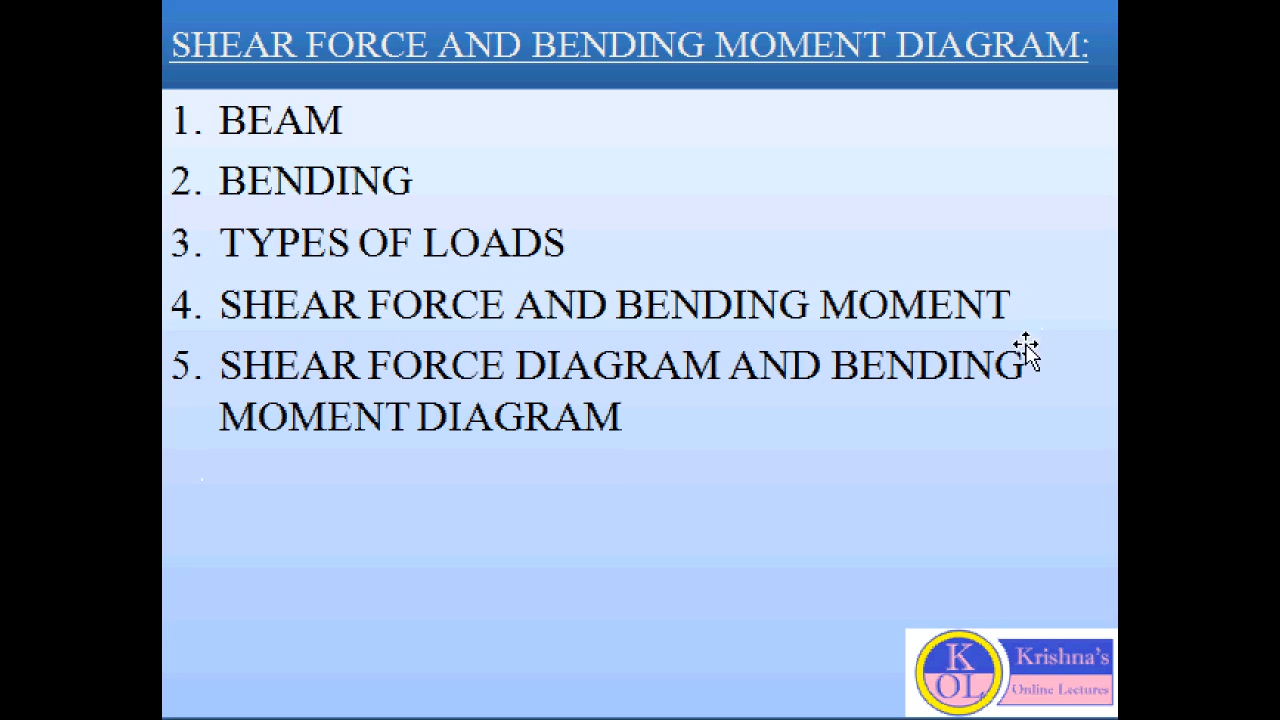 SHEAR FORCE AND BENDING MOMENT DIAGRAM:
1. BEAM
2. BENDING
3. TYPES OF LOADS
4. SHEAR FORCE AND BENDING MOMENT
5. SHEAR FORCE DIAGRAM AND BENDING
MOMENT DIAGRAM
K
OL
Krishna's
Online Lectures